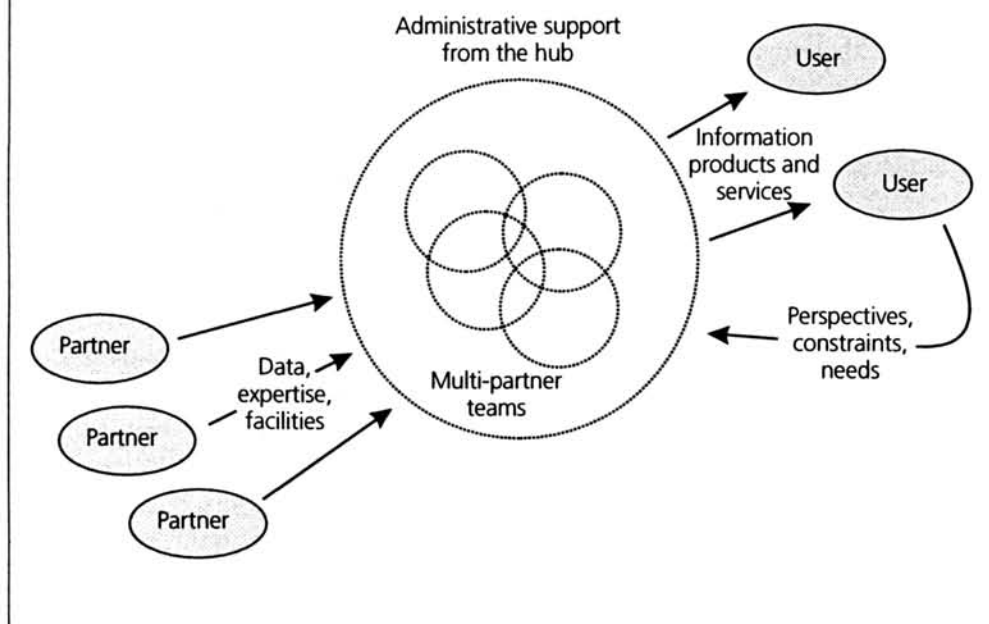 Administrative support
from the hub
User
Information
products and
services
User
Perspectives,
constraints,
needs
Partner
Data,
expertise,
facilities
Multi-partner
teams
Partner
Partner